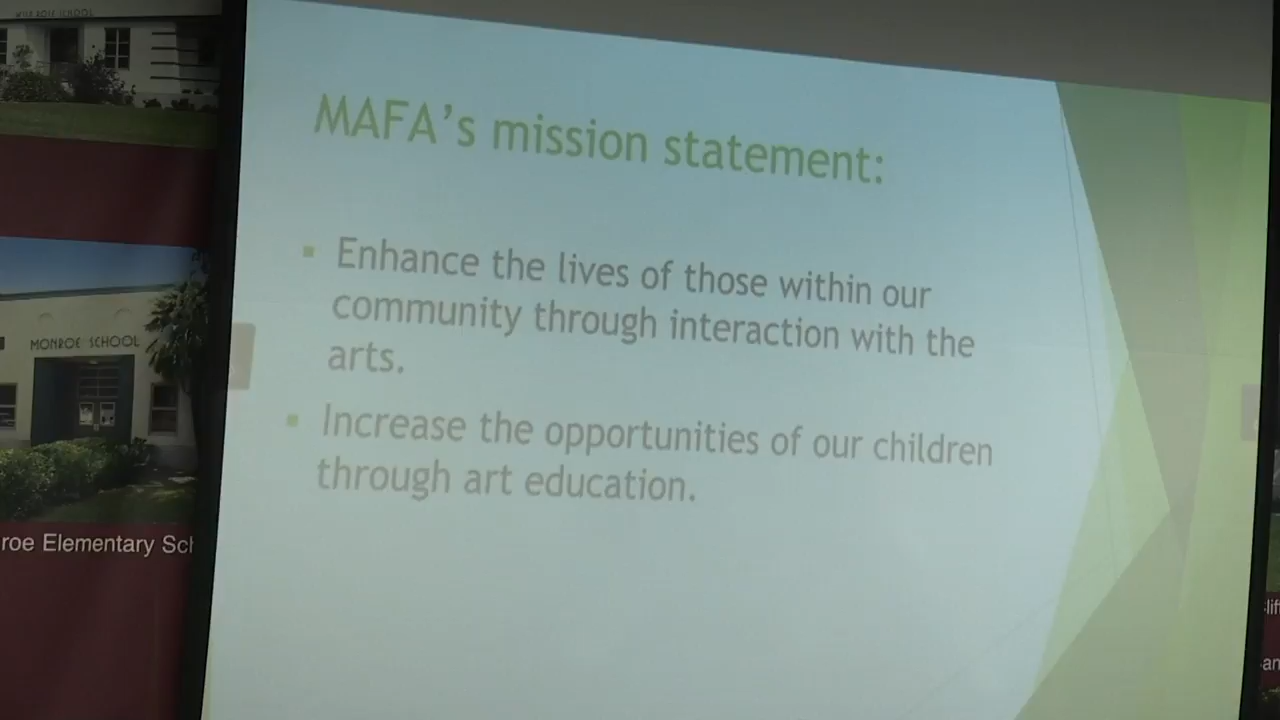 MAFA's mission statement:
Enhance the lives of those within our
community through interaction with the
arts.
Increase the opportunities of our children
through art education.
MONROE SCHOOL
roe Elementary Sch